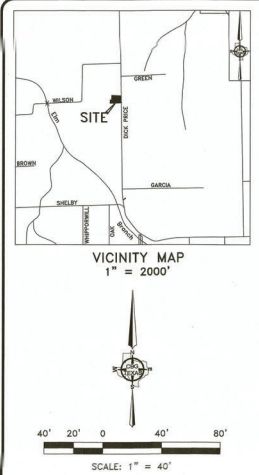 GREEN
WILSON
Elm
SITE
DICK PRICE
BROWN
GARCIA
SHELBY
WHIPPORWILL
OAK
Branch
VICINITY MAP
1" = 2000'
N
W
E
C&G
TEXAS
S
40' 20' 0 40' 80'
SCALE: 1" = 40'